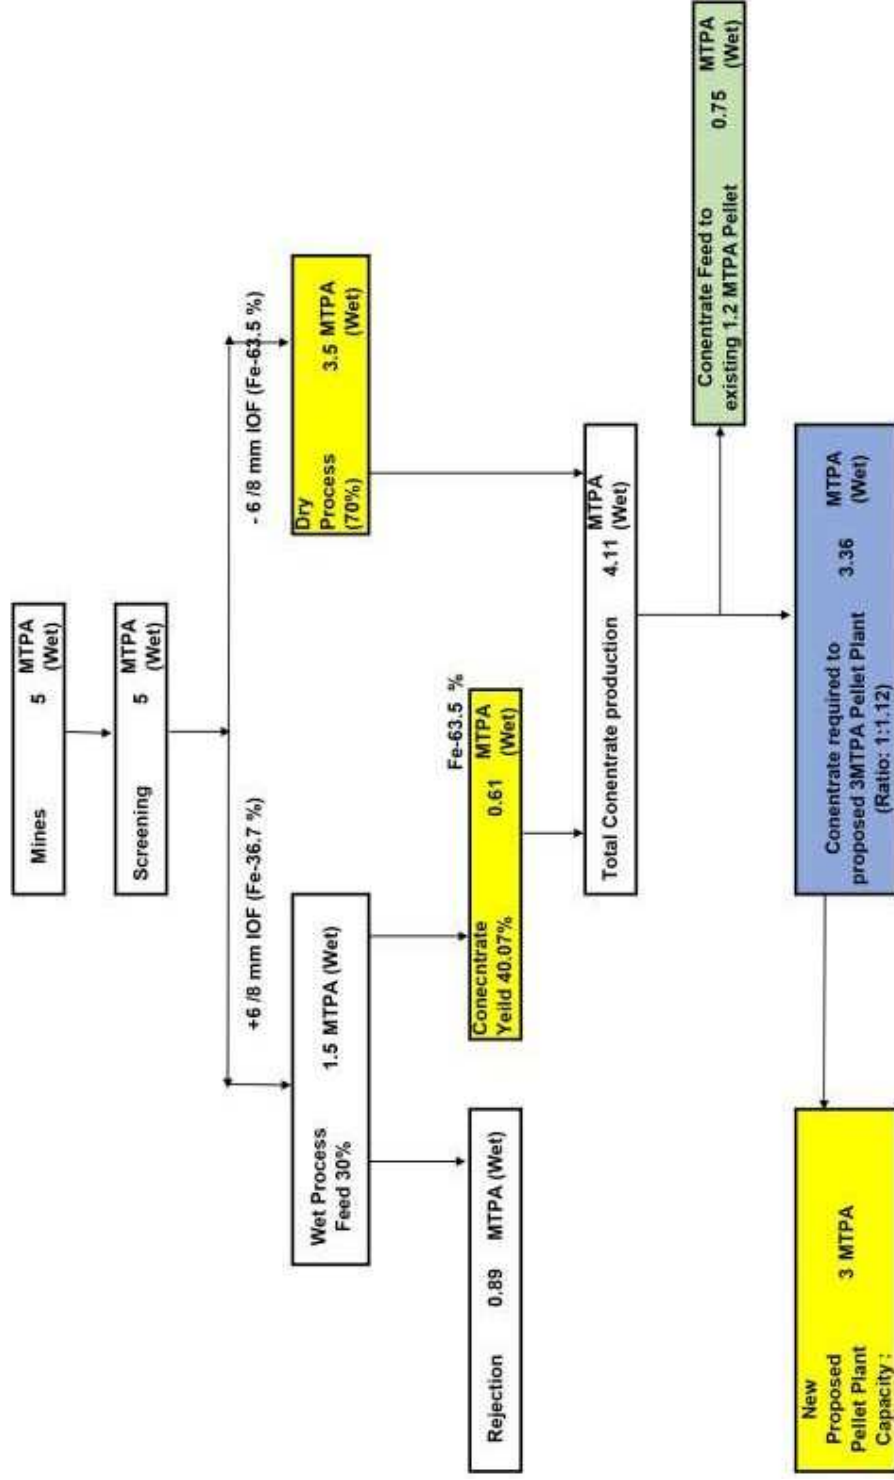 Mines 5 MTPA
(Wet)
Screening 5 MTPA
(Wet)
+6 /8 mm IOF (Fe-36.7 %)
- 6 /8 mm IOF (Fe-63.5 %)
Wet Process
Feed 30%
1.5 MTPA (Wet)
Dry
Process
(70%)
3.5 MTPA
(Wet)
Rejection 0.89 MTPA (Wet)
Fe-63.5 %
Conecntrate
Yeild 40.07%
0.61 MTPA
(Wet)
Total Conentrate production 4.11 MTPA
(Wet)
Conentrate Feed to
existing 1.2 MTPA Pellet
0.75 MTPA
(Wet)
New
Proposed
Pellet Plant
Capacity :
3 MTPA
Conentrate required to
proposed 3MTPA Pellet Plant
(Ratio: 1:1.12)
3.36 MTPA
(Wet)